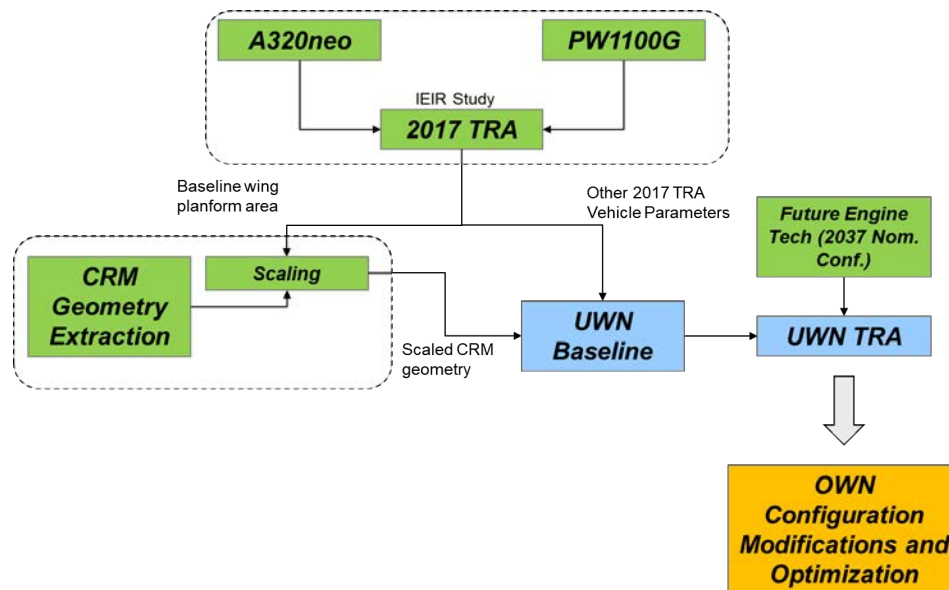 A320neo
PW1100G
IEIR Study
2017 TRA
Baseline wing
planform area
Other 2017 TRA
Vehicle Parameters
Future Engine
Tech (2037 Nom.
Conf.)
CRM
Geometry
Extraction
Scaling
UWN
Baseline
UWN TRA
Scaled CRM
geometry
OWN
Configuration
Modifications and
Optimization